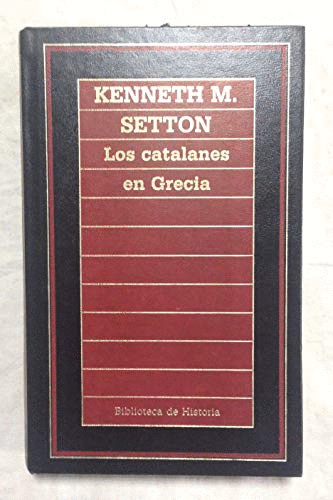 KENNETH M.
SETTON
Los catalanes
en Grecia
Biblioteca de Historia